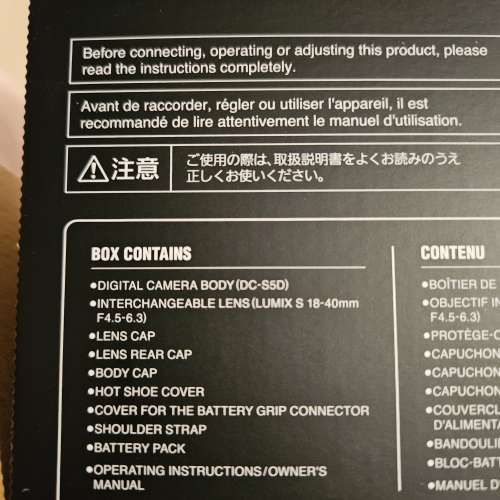 Before connecting, operating or adjusting this product, please
read the instructions completely.
Avant de raccorder, régler ou utiliser l'appareil, il est
recommandé de lire attentivement le manuel d'utilisation.
注意
ご使用の際は、取扱説明書をよくお読みのうえ
正しくお使いください。
BOX CONTAINS
●DIGITAL CAMERA BODY (DC-S5D)
●INTERCHANGEABLE LENS (LUMIX S 18-40mm
F4.5-6.3)
●LENS CAP
●LENS REAR CAP
●BODY CAP
●HOT SHOE COVER
●COVER FOR THE BATTERY GRIP CONNECTOR
●SHOULDER STRAP
●BATTERY PACK
●OPERATING INSTRUCTIONS/OWNER'S
MANUAL
CONTENU
●BOÎTIER DE
●OBJECTIF IN
F4.5-6.3)
●PROTÈGE-
●CAPUCHON
●CAPUCHON
●CAPUCHON
●COUVERCL
D'ALIMENTA
●BANDOULI
●BLOC-BATT
●MANUEL D'